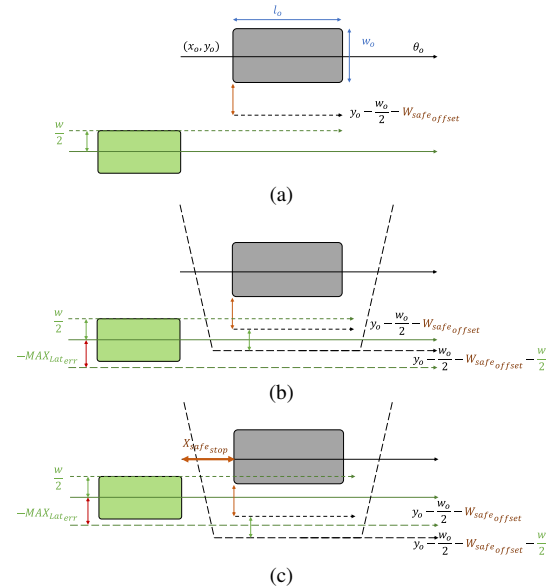 l_o
(x_o, y_o)
w_o
θ_o
y_o − w_o/2 − W_safe_offset
w/2
(a)
w/2
y_o − w_o/2 − W_safe_offset
−MAX_Lat_err
y_o − w_o/2 − W_safe_offset − w/2
(b)
X_safe_stop
w/2
−MAX_Lat_err
y_o − w_o/2 − W_safe_offset
y_o − w_o/2 − W_safe_offset − w/2
(c)